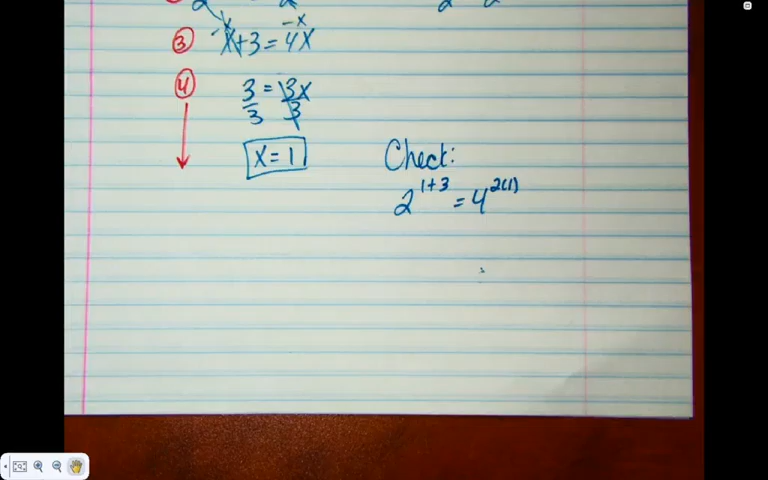 -x -x
③ x+3 = 4x
④ 3 = 3x
3 3
x = 1
Check:
2^{1+3} = 4^{2(1)}